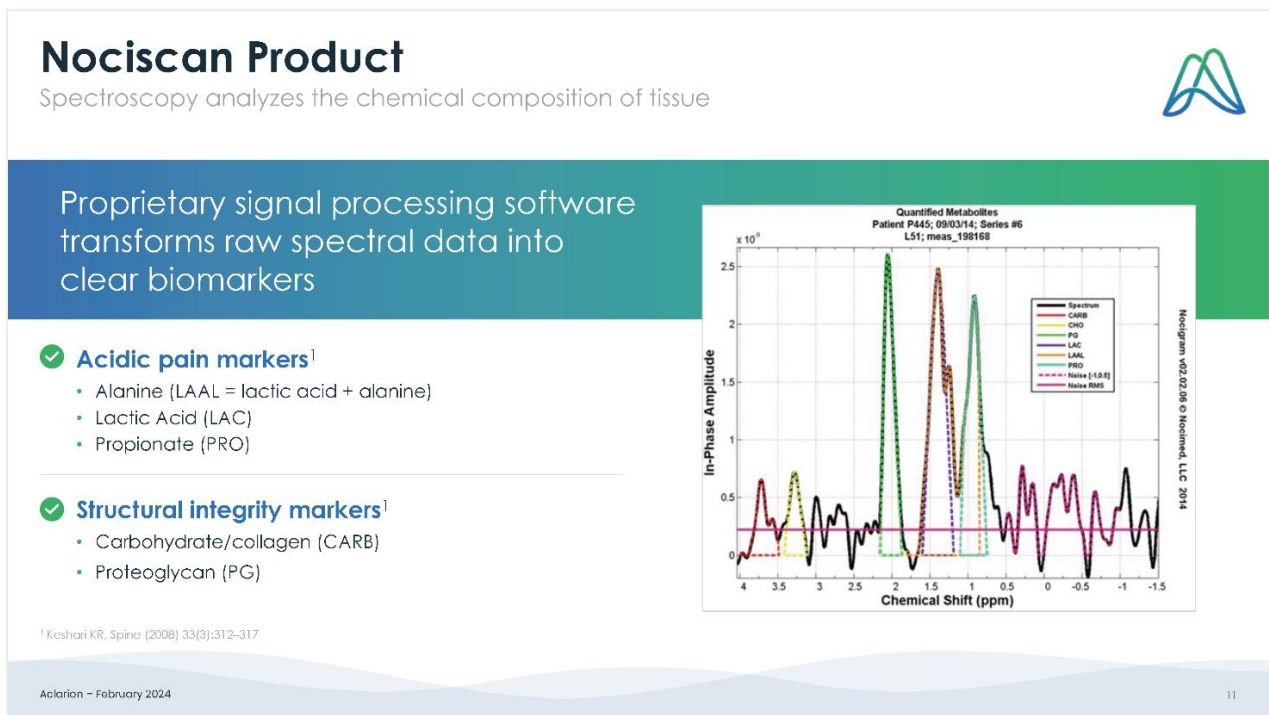 Nociscan Product
Spectroscopy analyzes the chemical composition of tissue
Proprietary signal processing software
transforms raw spectral data into
clear biomarkers
Acidic pain markers¹
• Alanine (LAAL = lactic acid + alanine)
• Lactic Acid (LAC)
• Propionate (PRO)
Structural integrity markers¹
• Carbohydrate/collagen (CARB)
• Proteoglycan (PG)
¹ Keshari KR, Spine (2008) 33(3):312–317
Quantified Metabolites
Patient P445; 09/03/14; Series #6
L51; meas_198168
x 10⁻⁹
2.5
2
1.5
1
0.5
0
In-Phase Amplitude
4 3.5 3 2.5 2 1.5 1 0.5 0 -0.5 -1 -1.5
Chemical Shift (ppm)
Spectrum
CARB
CHO
PG
LAC
LAAL
PRO
Noise [-1,0.5]
Noise RMS
Nocigram v02.02.06 © Nocimed, LLC 2014
Aclarion – February 2024
11